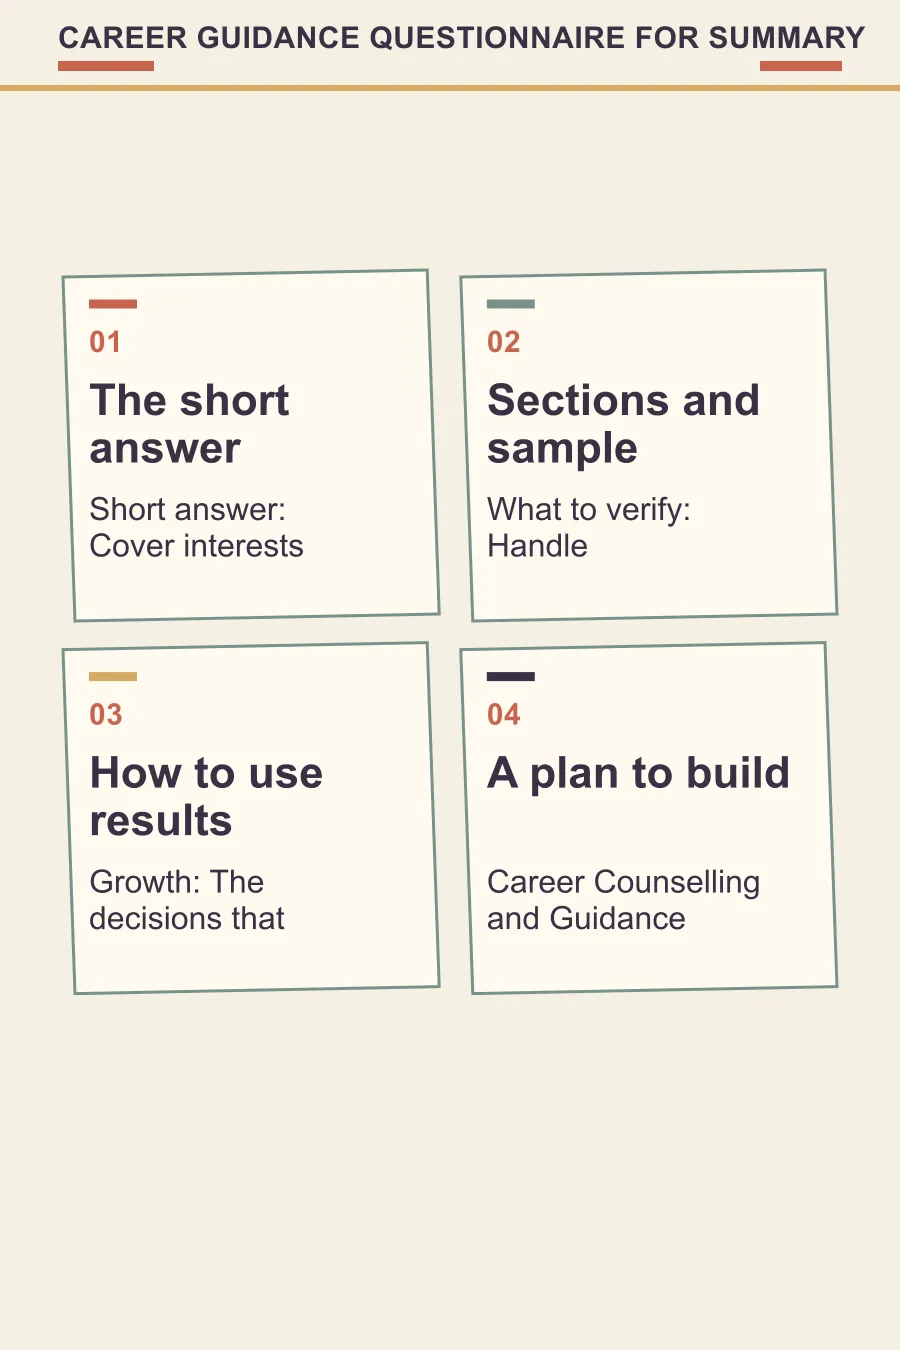 CAREER GUIDANCE QUESTIONNAIRE FOR SUMMARY
01
The short
answer
Short answer:
Cover interests
02
Sections and
sample
What to verify:
Handle
03
How to use
results
Growth: The
decisions that
04
A plan to build
Career Counselling
and Guidance